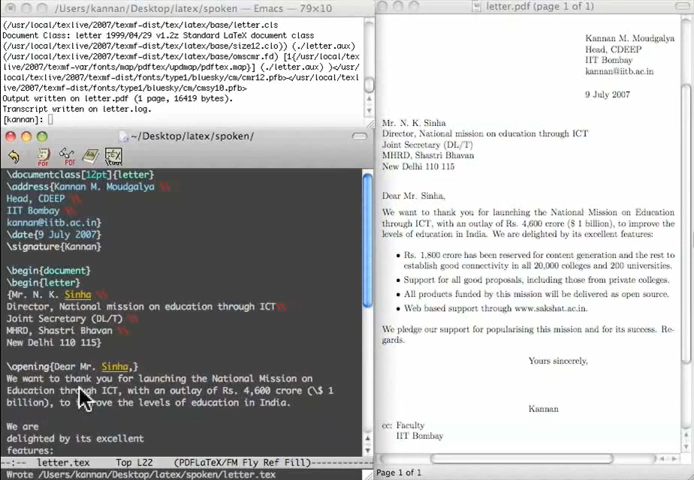 /usr/local/texlive/2007/texmf-dist/tex/latex/spoken – Emacs – 79×10
(/usr/local/texlive/2007/texmf-dist/tex/latex/base/letter.cls
Document Class: letter 1999/04/29 v1.2z Standard LaTeX document class
(/usr/local/texlive/2007/texmf-dist/tex/latex/base/size12.clo)) (./letter.aux)
(/usr/local/texlive/2007/texmf-dist/tex/latex/base/omscmr.fd) [1{/usr/local/tex
live/2007/texmf-var/fonts/map/pdftex/updmap/pdftex.map}] (./letter.aux) )</usr/
local/texlive/2007/texmf-dist/fonts/type1/bluesky/cm/cmr12.pfb></usr/local/texl
ive/2007/texmf-dist/fonts/type1/bluesky/cm/cmsy10.pfb>
Output written on letter.pdf (1 page, 16419 bytes).
Transcript written on letter.log.
[kannan]:
~/Desktop/latex/spoken/
\documentclass[12pt]{letter}
\address{Kannan M. Moudgalya \\
Head, CDEEP \\
IIT Bombay \\
kannan@iitb.ac.in}
\date{9 July 2007}
\signature{Kannan}
\begin{document}
\begin{letter}
{Mr. N. K. Sinha \\
Director, National mission on education through ICT\\
Joint Secretary (DL/T) \\
MHRD, Shastri Bhavan \\
New Delhi 110 115}
\opening{Dear Mr. Sinha,}
We want to thank you for launching the National Mission on
Education through ICT, with an outlay of Rs. 4,600 crore (\$ 1
billion), to improve the levels of education in India.
We are
delighted by its excellent
features:
--:-- letter.tex Top L22 (PDFLaTeX/FM Fly Ref Fill)
Wrote /Users/kannan/Desktop/latex/spoken/letter.tex
letter.pdf (page 1 of 1)
Kannan M. Moudgalya
Head, CDEEP
IIT Bombay
kannan@iitb.ac.in
9 July 2007
Mr. N. K. Sinha
Director, National mission on education through ICT
Joint Secretary (DL/T)
MHRD, Shastri Bhavan
New Delhi 110 115
Dear Mr. Sinha,
We want to thank you for launching the National Mission on Education
through ICT, with an outlay of Rs. 4,600 crore ($ 1 billion), to improve the
levels of education in India. We are delighted by its excellent features:
• Rs. 1,800 crore has been reserved for content generation and the rest to
establish good connectivity in all 20,000 colleges and 200 universities.
• Support for all good proposals, including those from private colleges.
• All products funded by this mission will be delivered as open source.
• Web based support through www.sakshat.ac.in.
We pledge our support for popularising this mission and for its success. Re-
gards.
Yours sincerely,
Kannan
cc: Faculty
IIT Bombay
Page 1 of 1